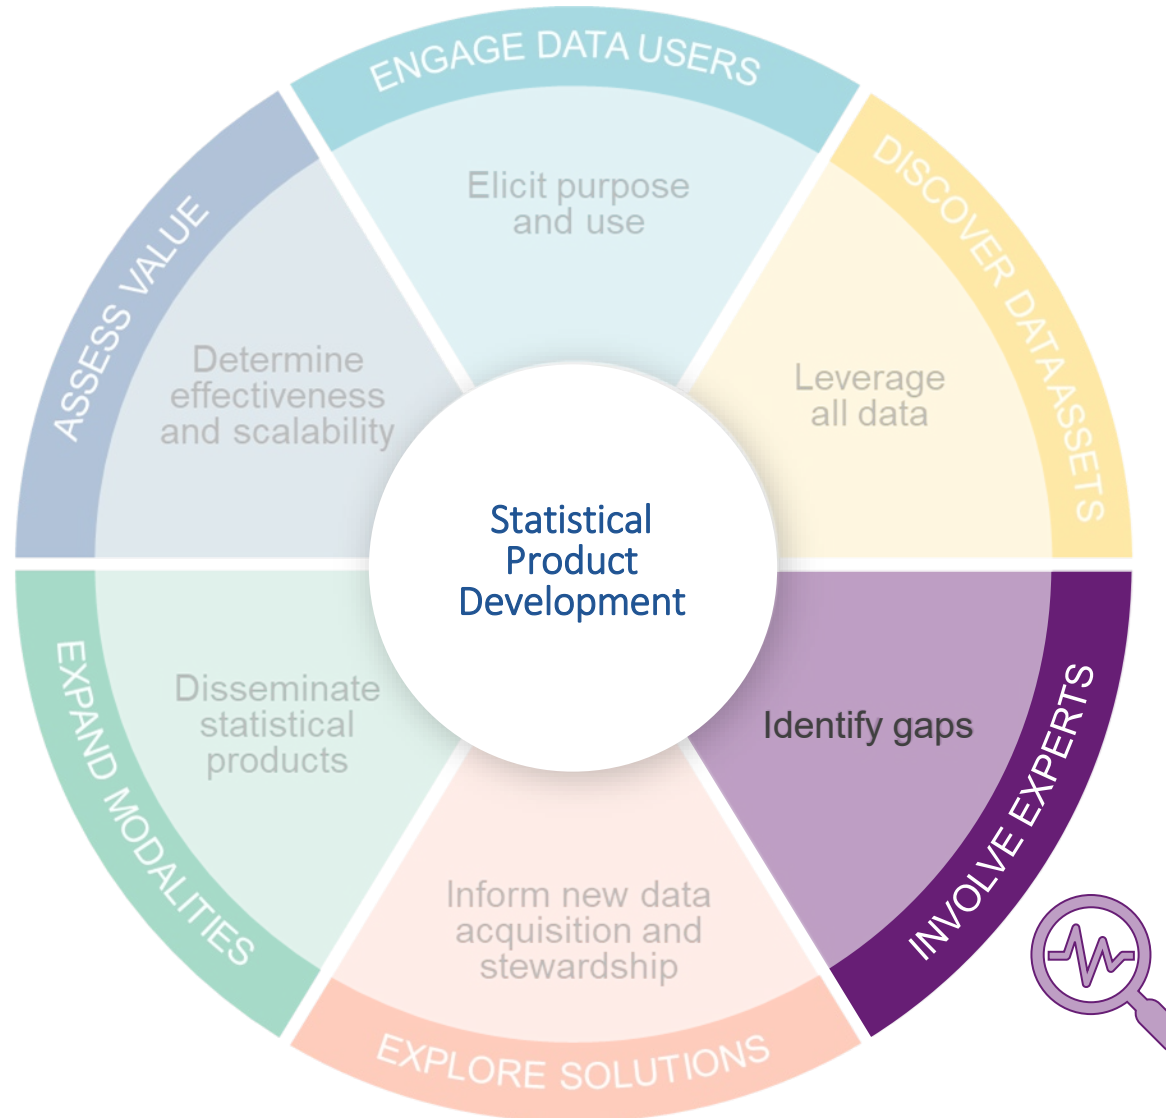 ENGAGE DATA USERS
Elicit purpose
and use
DISCOVER DATA ASSETS
Leverage
all data
INVOLVE EXPERTS
Identify gaps
EXPLORE SOLUTIONS
Inform new data
acquisition and
stewardship
EXPAND MODALITIES
Disseminate
statistical
products
ASSESS VALUE
Determine
effectiveness
and scalability
Statistical
Product
Development